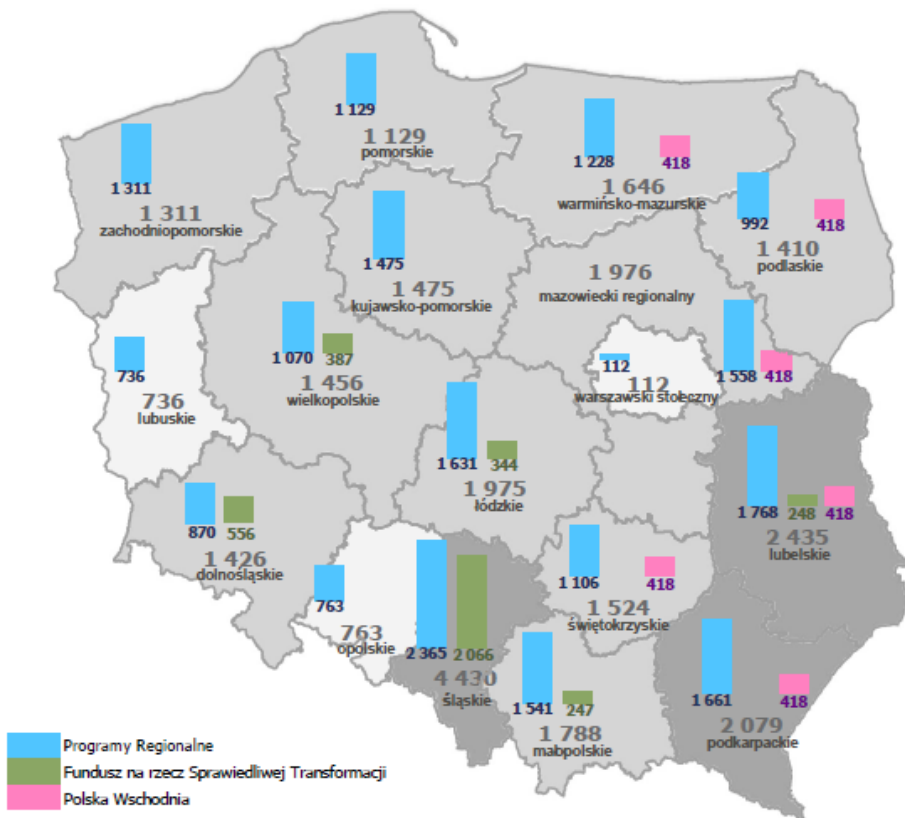 1 129
1 129
pomorskie
1 311
1 311
zachodniopomorskie
1 228
418
1 646
warmińsko-mazurskie
992
418
1 410
podlaskie
1 475
1 475
kujawsko-pomorskie
1 976
mazowiecki regionalny
1 558
418
112
112
warszawski stołeczny
736
736
lubuskie
1 070
387
1 456
wielkopolskie
1 631
344
1 975
łódzkie
1 768
248
418
2 435
lubelskie
870
556
1 426
dolnośląskie
763
763
opolskie
2 365
2 066
4 430
śląskie
1 106
418
1 524
świętokrzyskie
1 541
247
1 788
małopolskie
1 661
418
2 079
podkarpackie
Programy Regionalne
Fundusz na rzecz Sprawiedliwej Transformacji
Polska Wschodnia